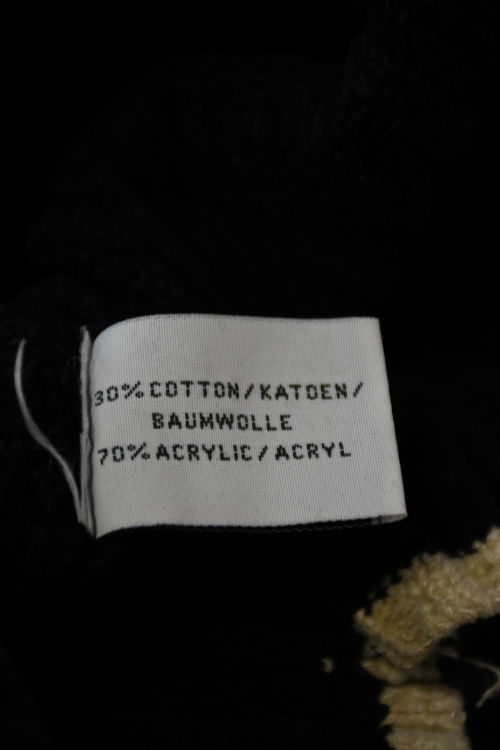 30% COTTON/KATOEN/
BAUMWOLLE
70% ACRYLIC/ACRYL